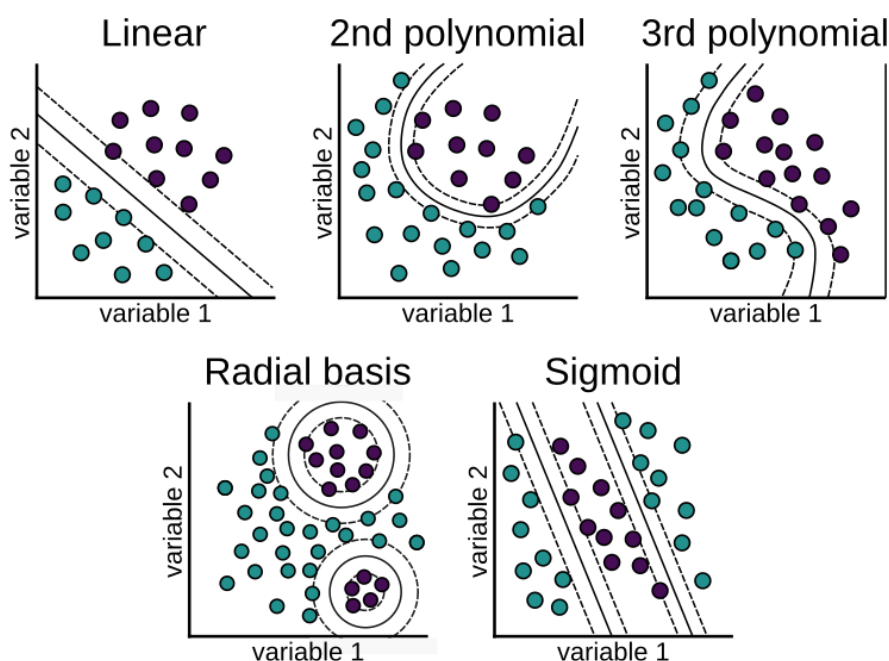 Linear
2nd polynomial
3rd polynomial
variable 2
variable 1
variable 2
variable 1
variable 2
variable 1
Radial basis
Sigmoid
variable 2
variable 1
variable 2
variable 1